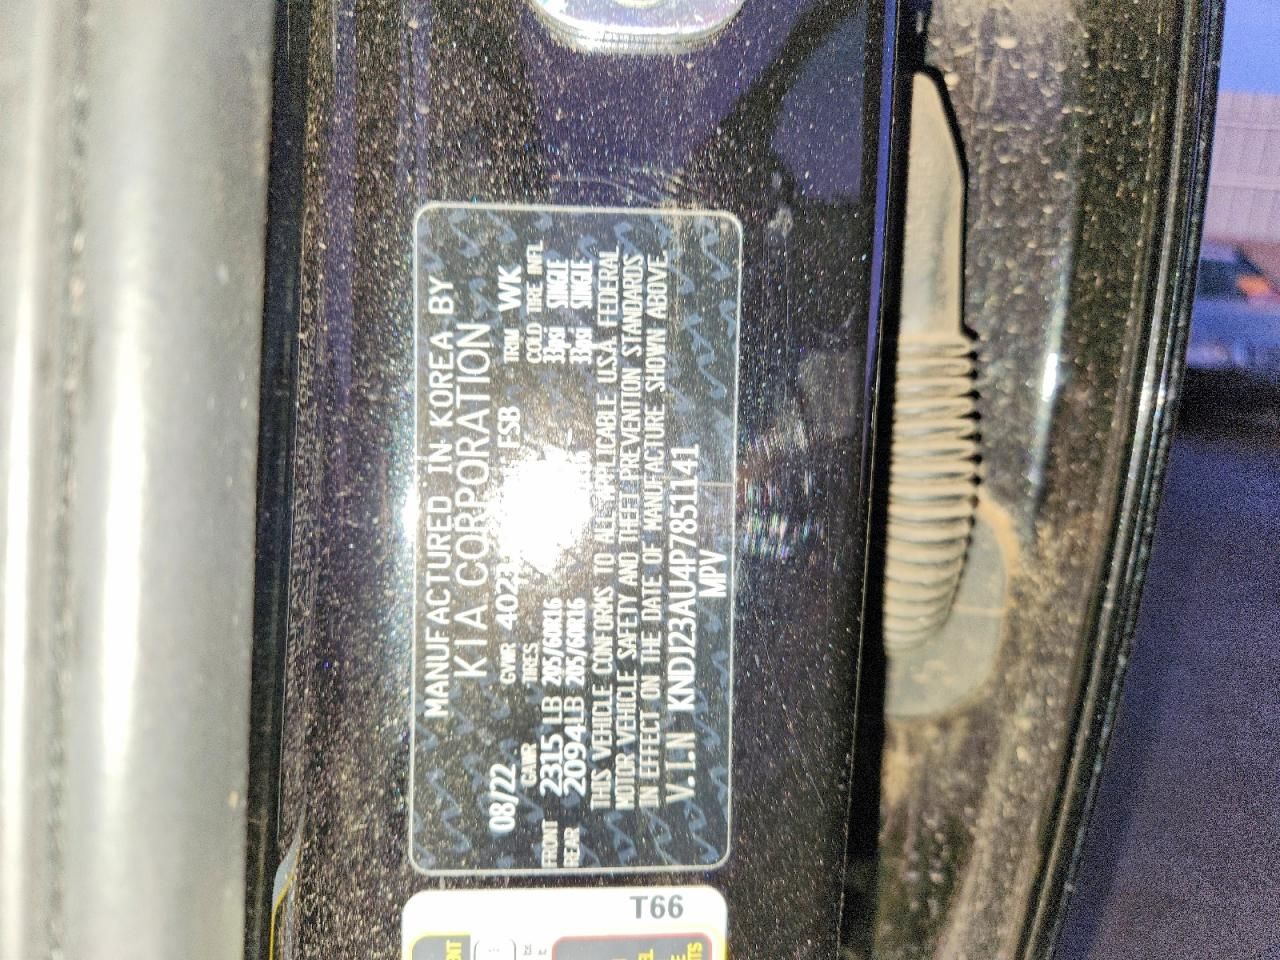 MANUFACTURED IN KOREA BY
KIA CORPORATION
08/22 GVWR 402 FSB TRIM WK
GAWR TIRES COLD TIRE INFL
FRONT 2315 LB 205/60R16 33psi SINGLE
REAR 2094LB 205/60R16 33psi SINGLE
THIS VEHICLE CONFORMS TO ALL APPLICABLE U.S.A. FEDERAL
MOTOR VEHICLE SAFETY AND THEFT PREVENTION STANDARDS
IN EFFECT ON THE DATE OF MANUFACTURE SHOWN ABOVE
V.I.N KNDJ23AU4P7851141
MPV
T66